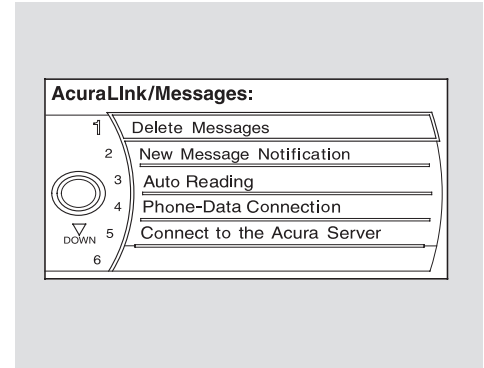 AcuraLInk/Messages:
1 Delete Messages
2 New Message Notification
3 Auto Reading
4 Phone-Data Connection
DOWN 5 Connect to the Acura Server
6